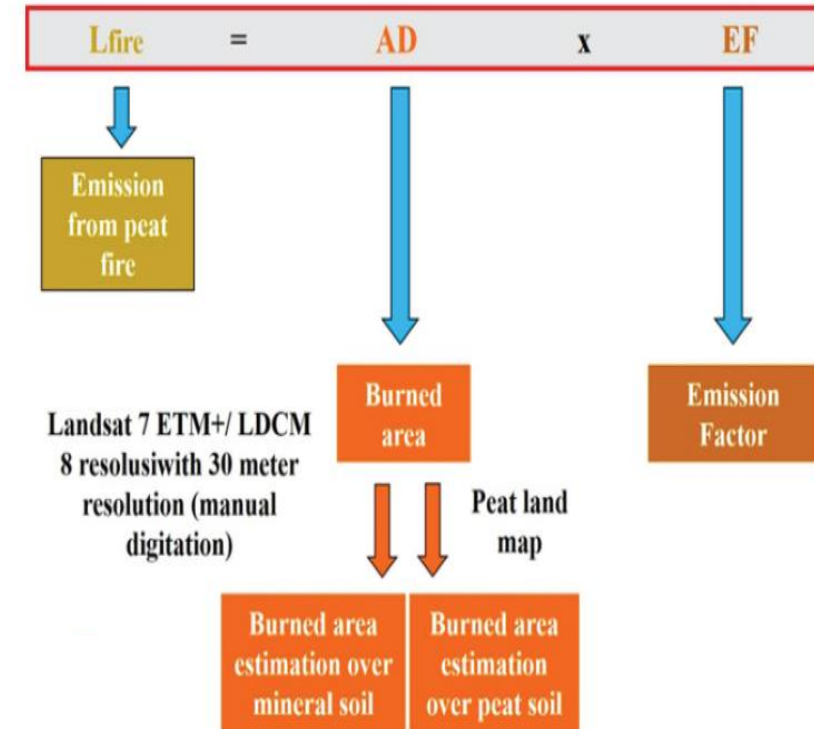 Lfire = AD x EF
Emission
from peat
fire
Burned
area
Emission
Factor
Landsat 7 ETM+/ LDCM
8 resolusiwith 30 meter
resolution (manual
digitation)
Peat land
map
Burned area
estimation over
mineral soil
Burned area
estimation
over peat soil